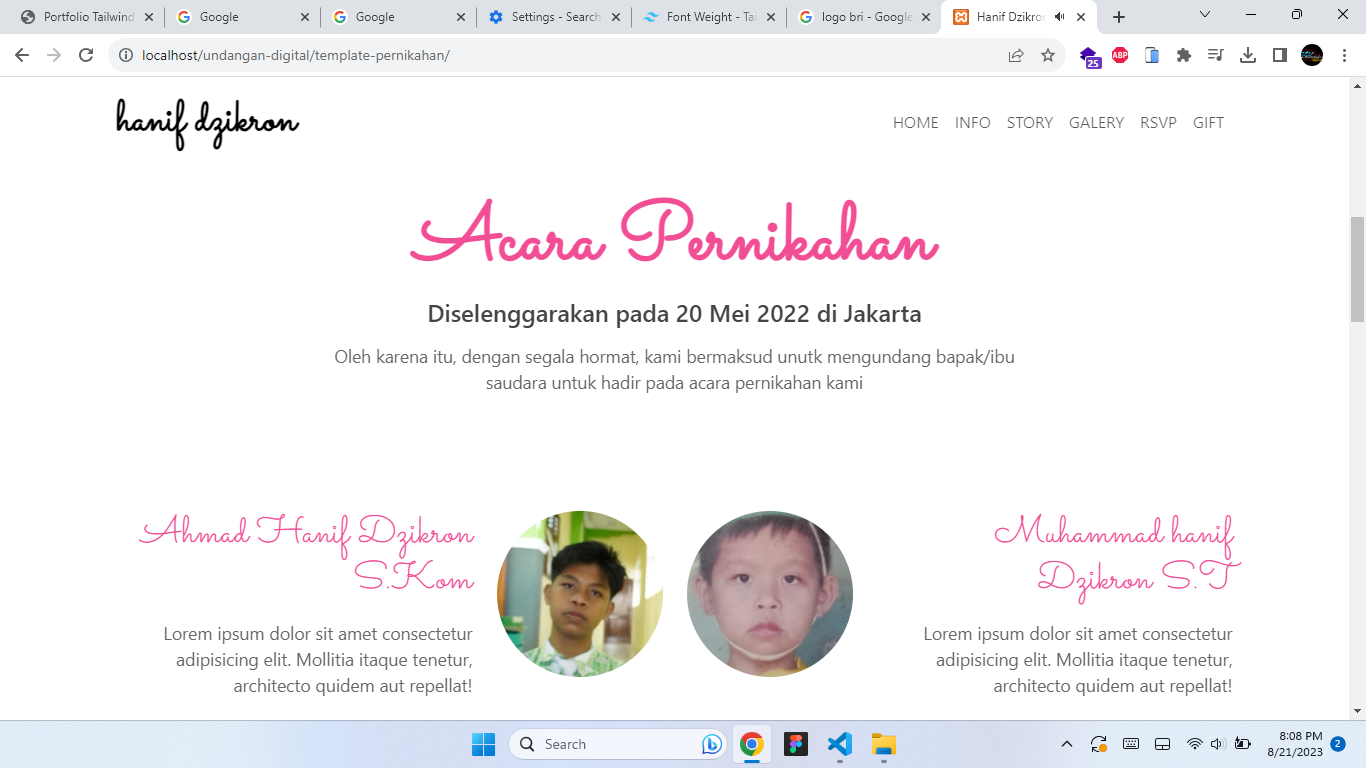 Portfolio Tailwind
Google
Google
Settings - Search
Font Weight - Tai
logo bri - Google
Hanif Dzikron
localhost/undangan-digital/template-pernikahan/
25
ABP
hanif dzikron
HOME INFO STORY GALERY RSVP GIFT
Acara Pernikahan
Diselenggarakan pada 20 Mei 2022 di Jakarta
Oleh karena itu, dengan segala hormat, kami bermaksud unutk mengundang bapak/ibu
saudara untuk hadir pada acara pernikahan kami
Ahmad Hanif Dzikron
S.Kom
Lorem ipsum dolor sit amet consectetur
adipisicing elit. Mollitia itaque tenetur,
architecto quidem aut repellat!
Muhammad hanif
Dzikron S.T
Lorem ipsum dolor sit amet consectetur
adipisicing elit. Mollitia itaque tenetur,
architecto quidem aut repellat!
Search
8:08 PM
8/21/2023
2